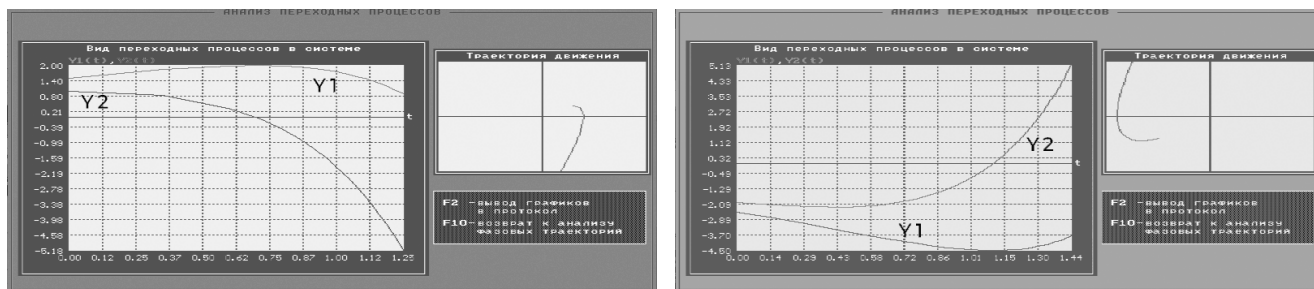 АНАЛИЗ ПЕРЕХОДНЫХ ПРОЦЕССОВ
Вид переходных процессов в системе
Y1(t),Y2(t)
2.00
1.40
0.80
0.21
-0.39
-0.99
-1.59
-2.19
-2.78
-3.38
-3.98
-4.58
-5.18
0.00 0.12 0.25 0.37 0.50 0.62 0.75 0.87 1.00 1.12 1.25
Y1
Y2
t
Траектория движения
F2 -вывод графиков
в протокол
F10-возврат к анализу
фазовых траекторий
АНАЛИЗ ПЕРЕХОДНЫХ ПРОЦЕССОВ
Вид переходных процессов в системе
Y1(t),Y2(t)
5.13
4.33
3.53
2.72
1.92
1.12
0.32
-0.49
-1.29
-2.09
-2.89
-3.70
-4.50
0.00 0.14 0.29 0.43 0.58 0.72 0.86 1.01 1.15 1.30 1.44
Y2
Y1
t
Траектория движения
F2 -вывод графиков
в протокол
F10-возврат к анализу
фазовых траекторий